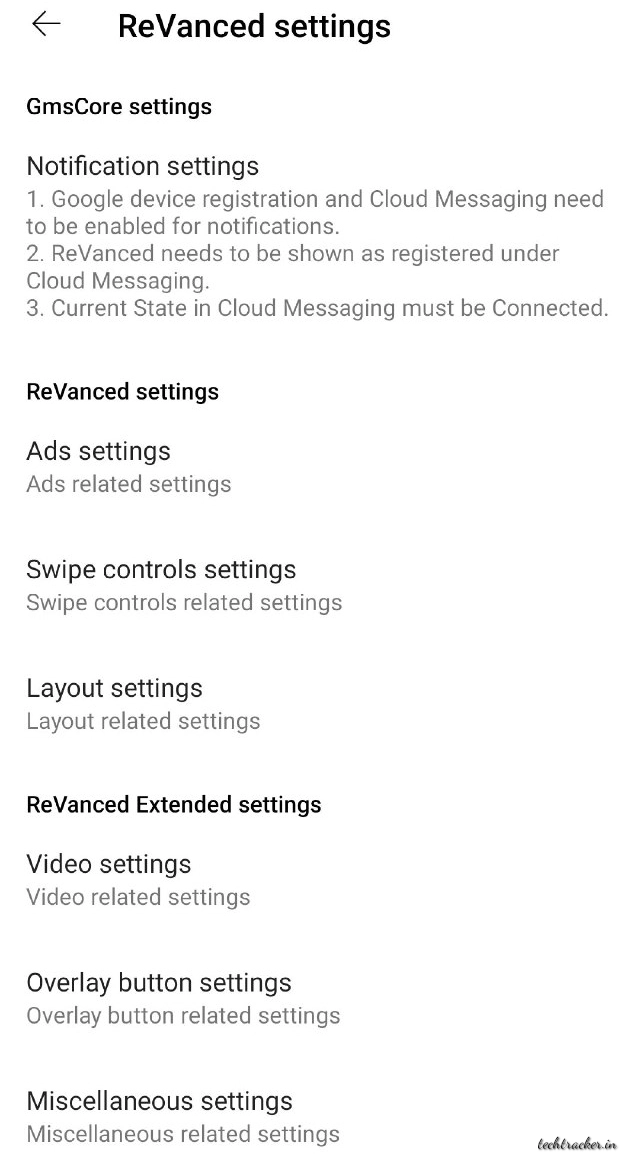 ReVanced settings
GmsCore settings
Notification settings
1. Google device registration and Cloud Messaging need
to be enabled for notifications.
2. ReVanced needs to be shown as registered under
Cloud Messaging.
3. Current State in Cloud Messaging must be Connected.
ReVanced settings
Ads settings
Ads related settings
Swipe controls settings
Swipe controls related settings
Layout settings
Layout related settings
ReVanced Extended settings
Video settings
Video related settings
Overlay button settings
Overlay button related settings
Miscellaneous settings
Miscellaneous related settings
techtracker.in